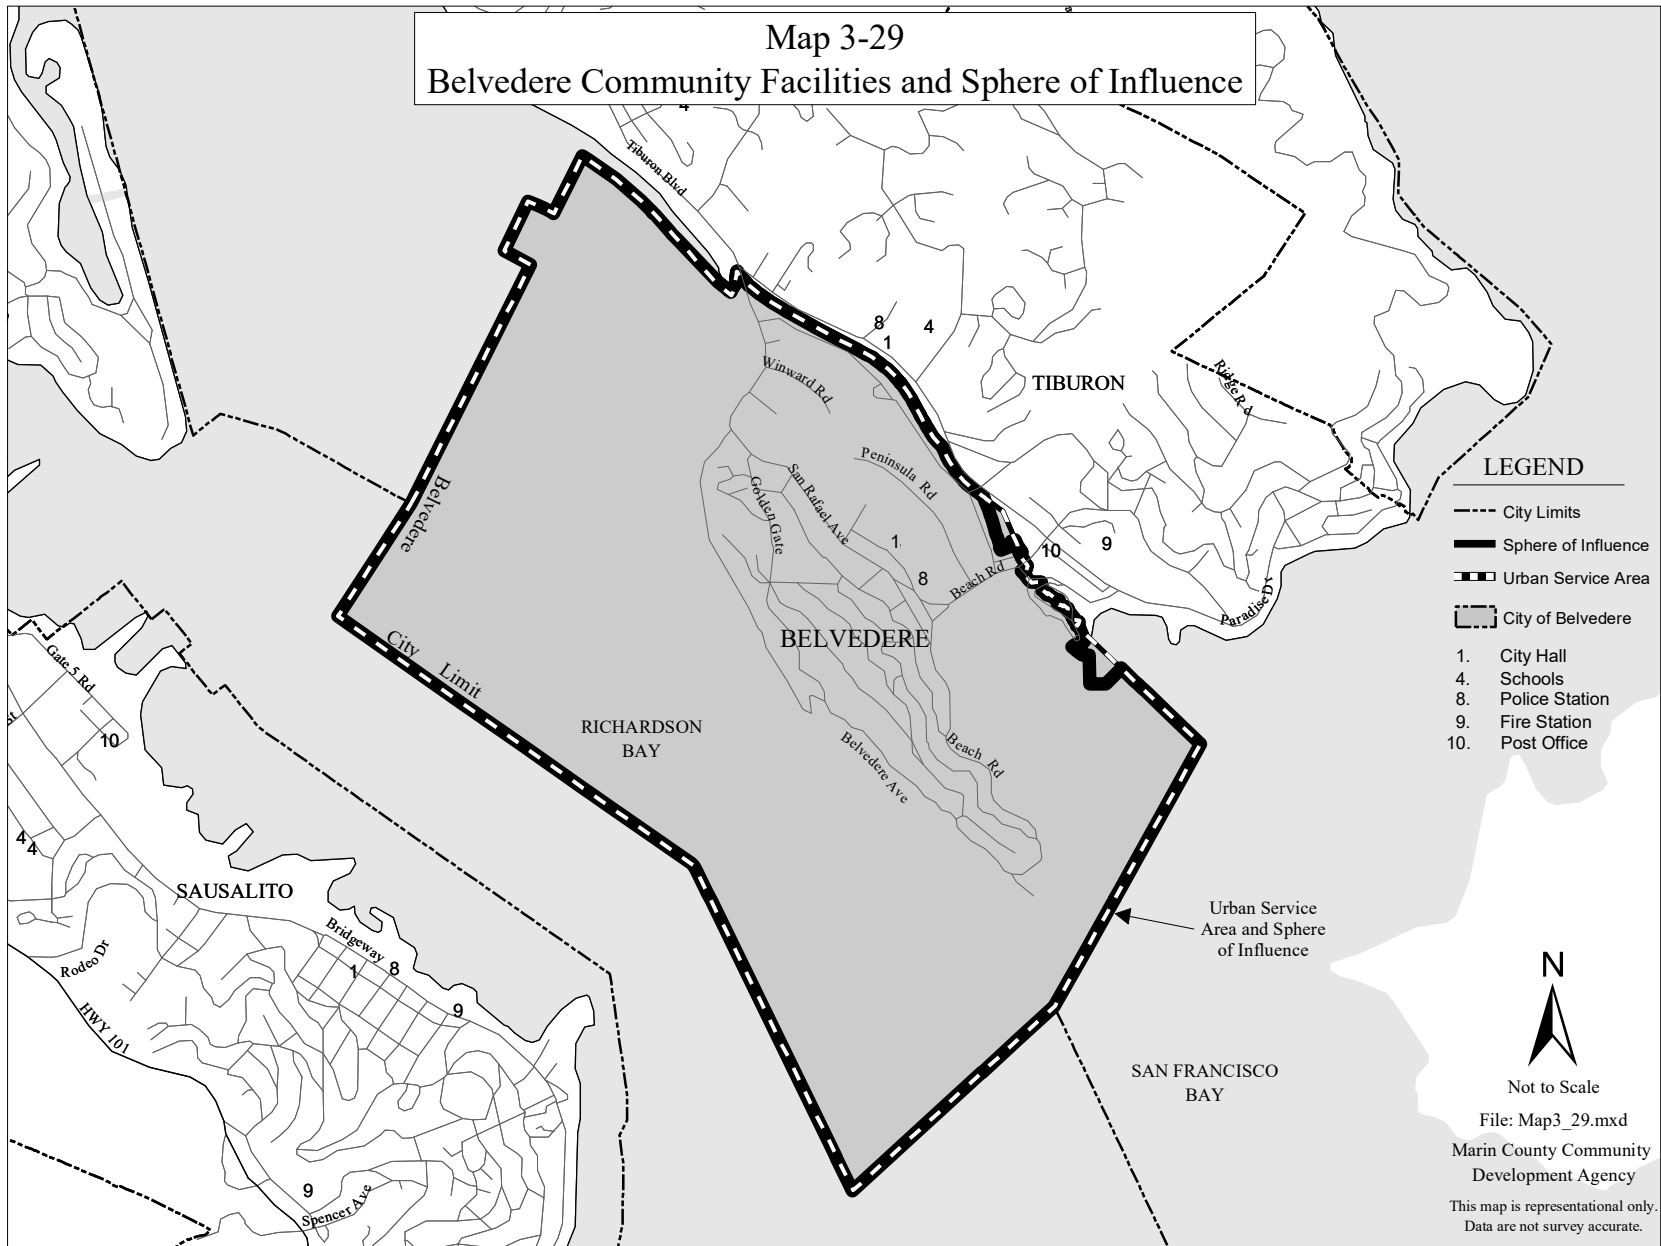 Map 3-29
Belvedere Community Facilities and Sphere of Influence
4
Tiburon Blvd
8
4
1
TIBURON
Winward Rd
Ridge Rd
Peninsula Rd
San Rafael Ave
Golden Gate
Belvedere
1
8
10
9
Beach Rd
Paradise Dr
BELVEDERE
City Limit
RICHARDSON
BAY
Belvedere Ave
Beach Rd
Gate 5 Rd
st
10
4
4
SAUSALITO
Bridgeway
1
8
9
Rodeo Dr
HWY 101
9
Spencer Ave
Urban Service
Area and Sphere
of Influence
SAN FRANCISCO
BAY
LEGEND
City Limits
Sphere of Influence
Urban Service Area
City of Belvedere
1. City Hall
4. Schools
8. Police Station
9. Fire Station
10. Post Office
N
Not to Scale
File: Map3_29.mxd
Marin County Community
Development Agency
This map is representational only.
Data are not survey accurate.